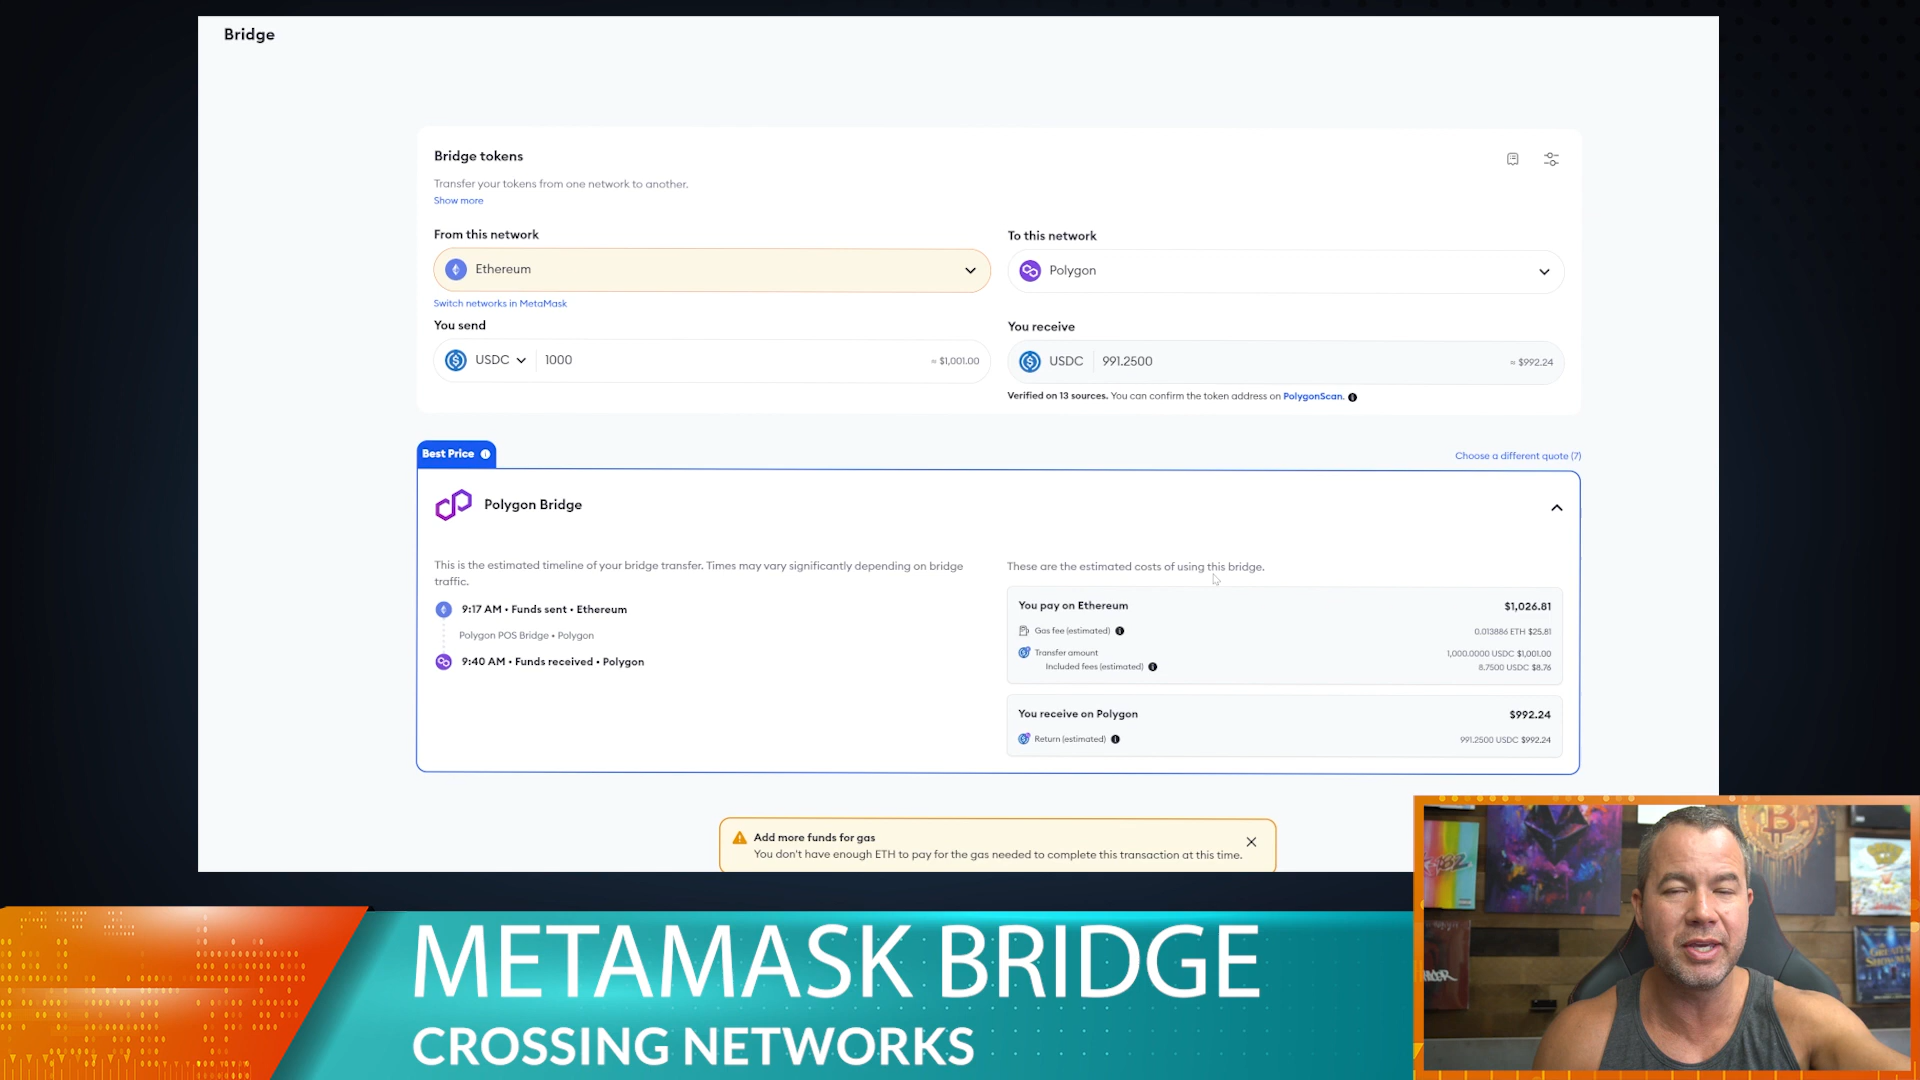 Bridge
Bridge tokens
Transfer your tokens from one network to another.
Show more
From this network
To this network
Ethereum
Polygon
Switch networks in MetaMask
You send
You receive
USDC 1000 ≈ $1,001.00
USDC 991.2500 ≈ $992.24
Verified on 13 sources. You can confirm the token address on PolygonScan.
Best Price
Choose a different quote (7)
Polygon Bridge
This is the estimated timeline of your bridge transfer. Times may vary significantly depending on bridge
traffic.
9:17 AM • Funds sent • Ethereum
Polygon POS Bridge • Polygon
9:40 AM • Funds received • Polygon
These are the estimated costs of using this bridge.
You pay on Ethereum $1,026.81
Gas fee (estimated) 0.013886 ETH $25.81
Transfer amount 1,000.0000 USDC $1,001.00
Included fees (estimated) 8.7500 USDC $8.76
You receive on Polygon $992.24
Return (estimated) 991.2500 USDC $992.24
Add more funds for gas
You don't have enough ETH to pay for the gas needed to complete this transaction at this time.
METAMASK BRIDGE
CROSSING NETWORKS